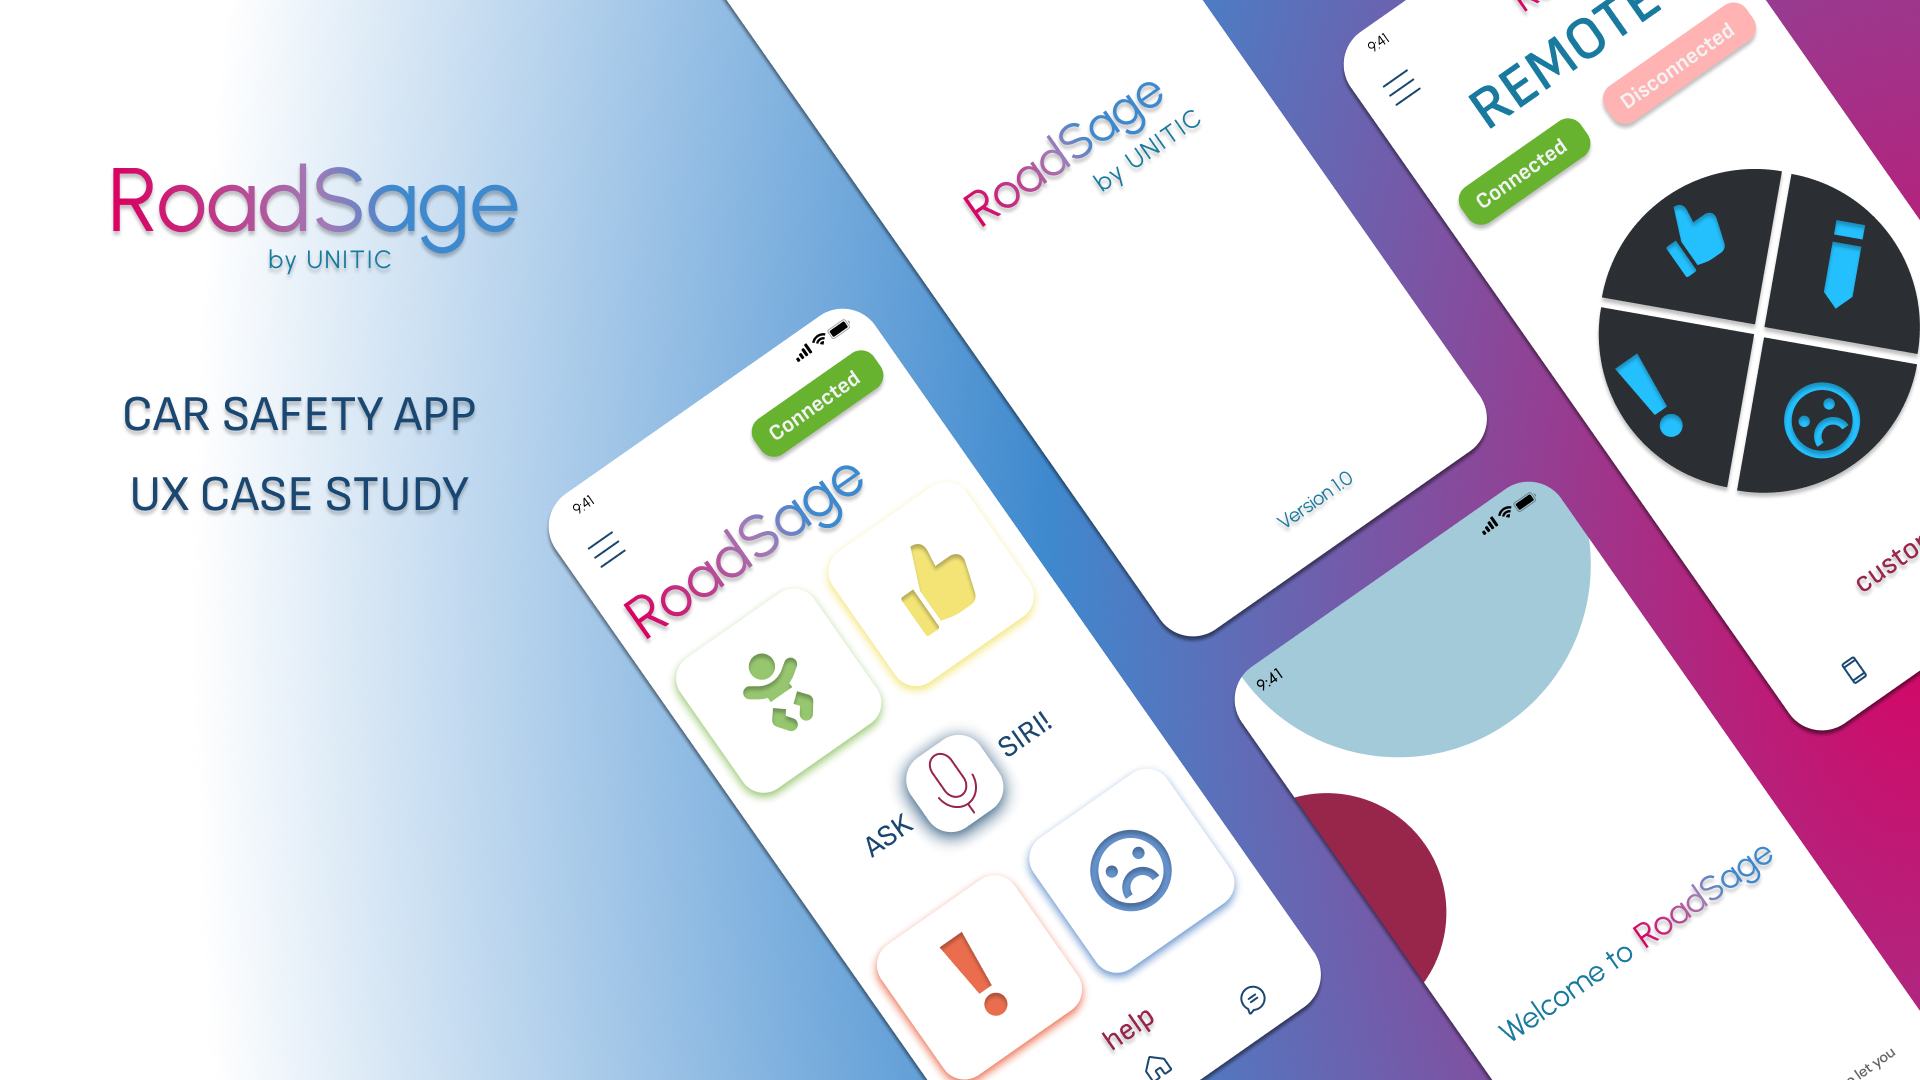 RoadSage
by UNITIC
CAR SAFETY APP
UX CASE STUDY
9:41
Connected
RoadSage
ASK
SIRI!
help
RoadSage
by UNITIC
Version 1.0
9:41
Welcome to RoadSage
let you
9:41
REMOTE
Connected
Disconnected